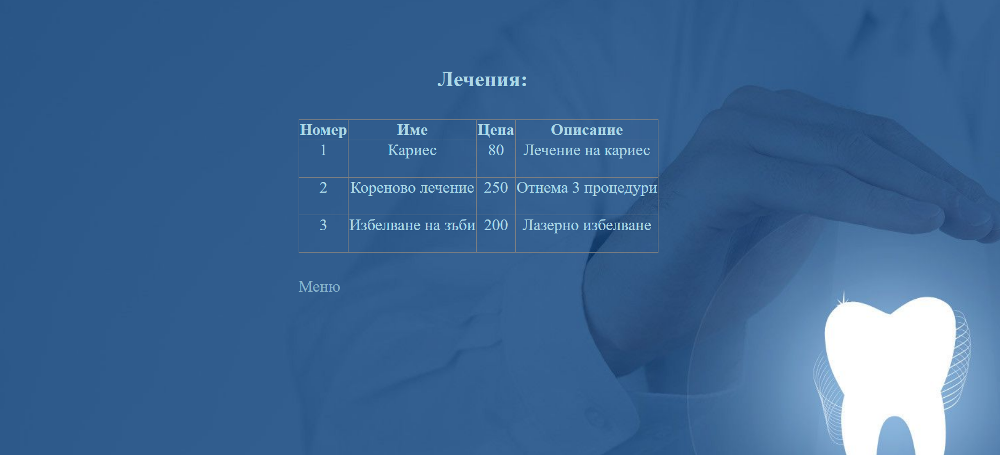 Лечения:
Номер Име Цена Описание
1 Кариес 80 Лечение на кариес
2 Кореново лечение 250 Отнема 3 процедури
3 Избелване на зъби 200 Лазерно избелване
Меню